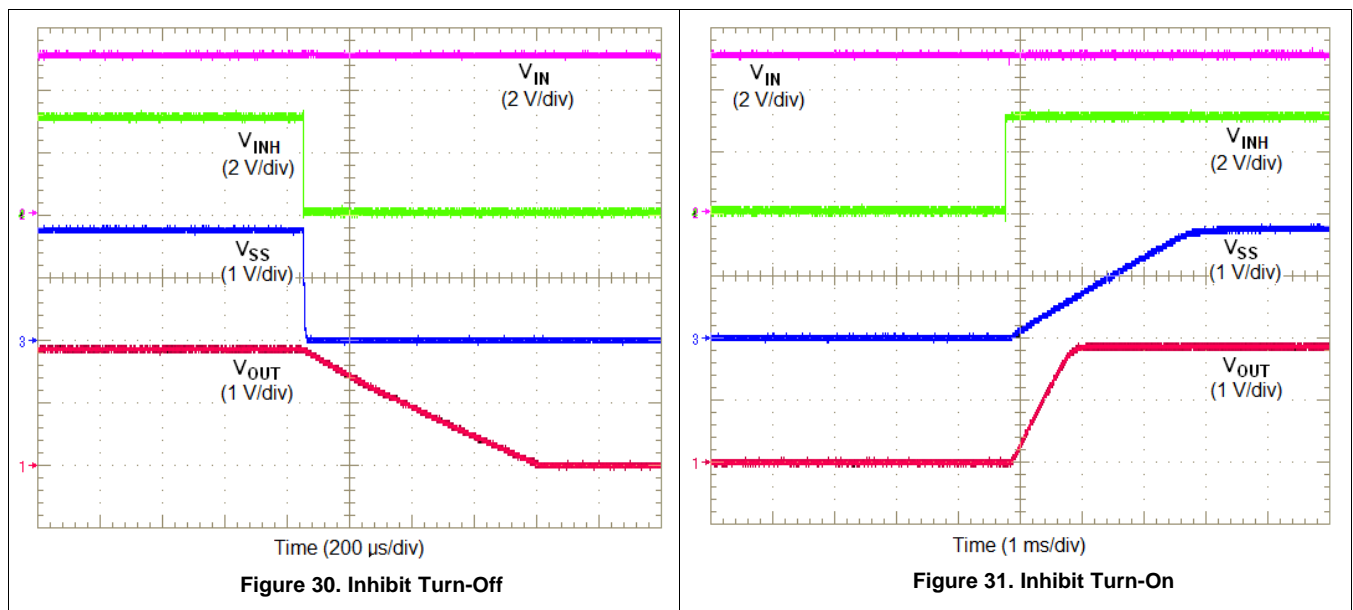 V_IN
(2 V/div)
V_INH
(2 V/div)
V_SS
(1 V/div)
3
V_OUT
(1 V/div)
1
Time (200 µs/div)
Figure 30. Inhibit Turn-Off
V_IN
(2 V/div)
V_INH
(2 V/div)
V_SS
(1 V/div)
3
V_OUT
(1 V/div)
1
Time (1 ms/div)
Figure 31. Inhibit Turn-On